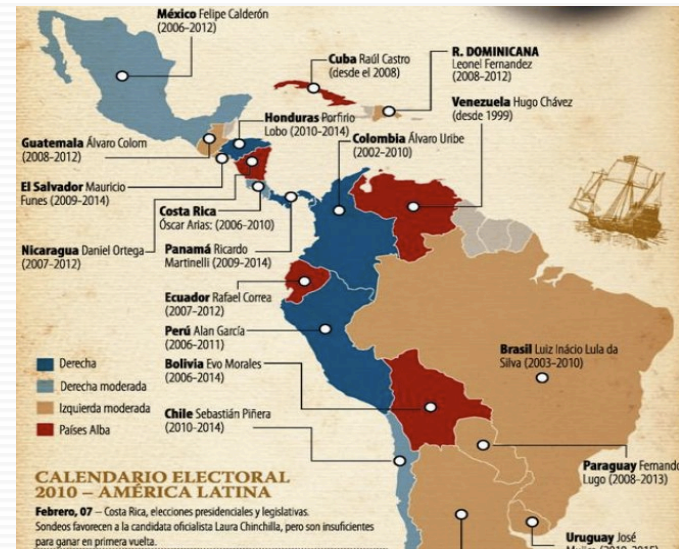 México Felipe Calderón
(2006-2012)
Cuba Raúl Castro
(desde el 2008)
R. DOMINICANA
Leonel Fernandez
(2008-2012)
Venezuela Hugo Chávez
(desde 1999)
Honduras Porfirio
Lobo (2010-2014)
Colombia Álvaro Uribe
(2002-2010)
Guatemala Álvaro Colom
(2008-2012)
El Salvador Mauricio
Funes (2009-2014)
Costa Rica
Óscar Arias: (2006-2010)
Nicaragua Daniel Ortega
(2007-2012)
Panamá Ricardo
Martinelli (2009-2014)
Ecuador Rafael Correa
(2007-2012)
Perú Alan García
(2006-2011)
Bolivia Evo Morales
(2006-2014)
Brasil Luiz Inácio Lula da
Silva (2003-2010)
Derecha
Derecha moderada
Izquierda moderada
Países Alba
Chile Sebastián Piñera
(2010-2014)
Paraguay Fernando
Lugo (2008-2013)
Uruguay José
CALENDARIO ELECTORAL
2010 – AMÉRICA LATINA
Febrero, 07 – Costa Rica, elecciones presidenciales y legislativas.
Sondeos favorecen a la candidata oficialista Laura Chinchilla, pero son insuficientes
para ganar en primera vuelta.